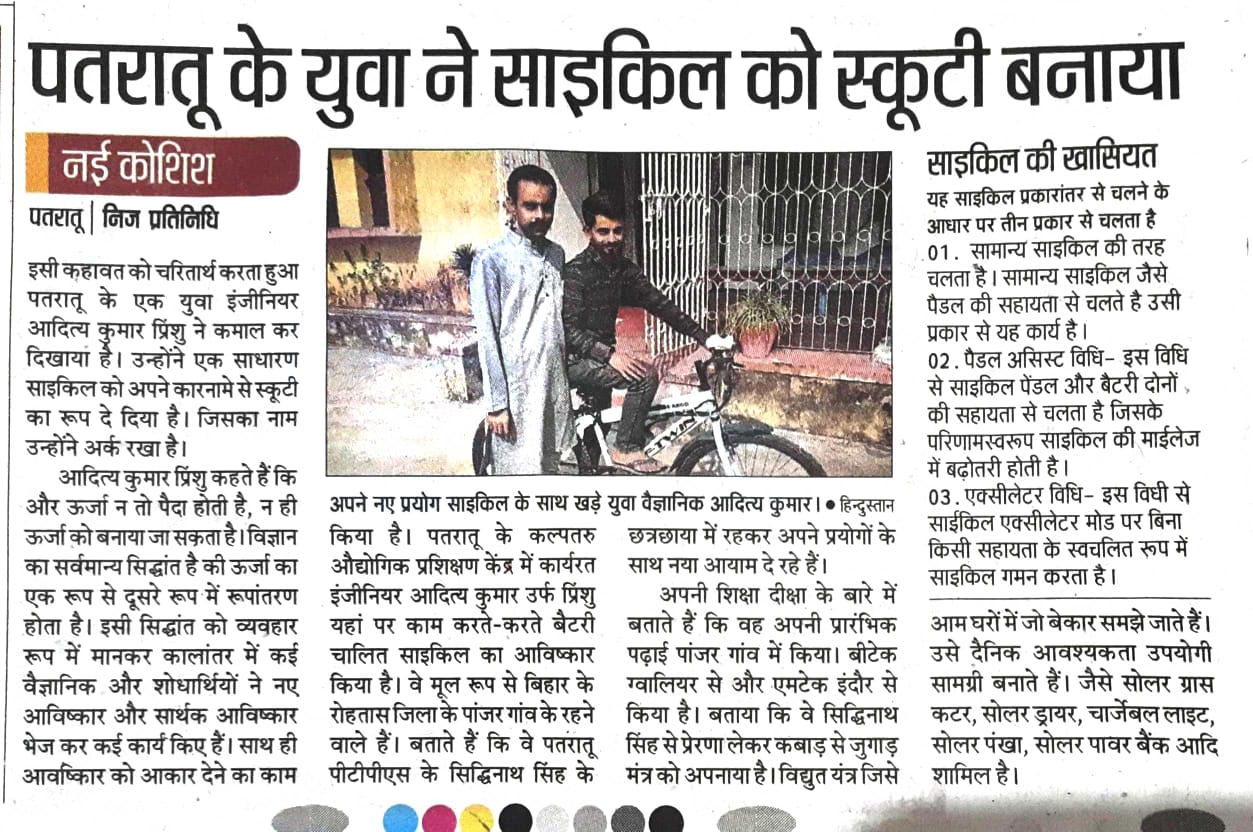 पतरातू के युवा ने साइकिल को स्कूटी बनाया
नई कोशिश
पतरातू | निज प्रतिनिधि
इसी कहावत को चरितार्थ करता हुआ
पतरातू के एक युवा इंजीनियर
आदित्य कुमार प्रिंशु ने कमाल कर
दिखाया है। उन्होंने एक साधारण
साइकिल को अपने कारनामे से स्कूटी
का रूप दे दिया है। जिसका नाम
उन्होंने अर्क रखा है।
आदित्य कुमार प्रिंशु कहते हैं कि
और ऊर्जा न तो पैदा होती है, न ही
ऊर्जा को बनाया जा सकता है। विज्ञान
का सर्वमान्य सिद्धांत है की ऊर्जा का
एक रूप से दूसरे रूप में रूपांतरण
होता है। इसी सिद्धांत को व्यवहार
रूप में मानकर कालांतर में कई
वैज्ञानिक और शोधार्थियों ने नए
आविष्कार और सार्थक आविष्कार
भेज कर कई कार्य किए हैं। साथ ही
आवष्किार को आकार देने का काम
TWIN
अपने नए प्रयोग साइकिल के साथ खड़े युवा वैज्ञानिक आदित्य कुमार। ● हिन्दुस्तान
किया है। पतरातू के कल्पतरु
औद्योगिक प्रशिक्षण केंद्र में कार्यरत
इंजीनियर आदित्य कुमार उर्फ प्रिंशु
यहां पर काम करते-करते बैटरी
चालित साइकिल का आविष्कार
किया है। वे मूल रूप से बिहार के
रोहतास जिला के पांजर गांव के रहने
वाले हैं। बताते हैं कि वे पतरातू
पीटीपीएस के सिद्धिनाथ सिंह के
छत्रछाया में रहकर अपने प्रयोगों के
साथ नया आयाम दे रहे हैं।
अपनी शिक्षा दीक्षा के बारे में
बताते हैं कि वह अपनी प्रारंभिक
पढ़ाई पांजर गांव में किया। बीटेक
ग्वालियर से और एमटेक इंदौर से
किया है। बताया कि वे सिद्धिनाथ
सिंह से प्रेरणा लेकर कबाड़ से जुगाड़
मंत्र को अपनाया है। विद्युत यंत्र जिसे
साइकिल की खासियत
यह साइकिल प्रकारांतर से चलने के
आधार पर तीन प्रकार से चलता है
01. सामान्य साइकिल की तरह
चलता है। सामान्य साइकिल जैसे
पैडल की सहायता से चलते है उसी
प्रकार से यह कार्य है।
02. पैडल असिस्ट विधि- इस विधि
से साइकिल पेंडल और बैटरी दोनों
की सहायता से चलता है जिसके
परिणामस्वरूप साइकिल की माईलेज
में बढ़ोतरी होती है।
03. एक्सीलेटर विधि- इस विधी से
साईकिल एक्सीलेटर मोड पर बिना
किसी सहायता के स्वचलित रूप में
साइकिल गमन करता है।
आम घरों में जो बेकार समझे जाते हैं।
उसे दैनिक आवश्यकता उपयोगी
सामग्री बनाते हैं। जैसे सोलर ग्रास
कटर, सोलर ड्रायर, चार्जेबल लाइट,
सोलर पंखा, सोलर पावर बैंक आदि
शामिल है।